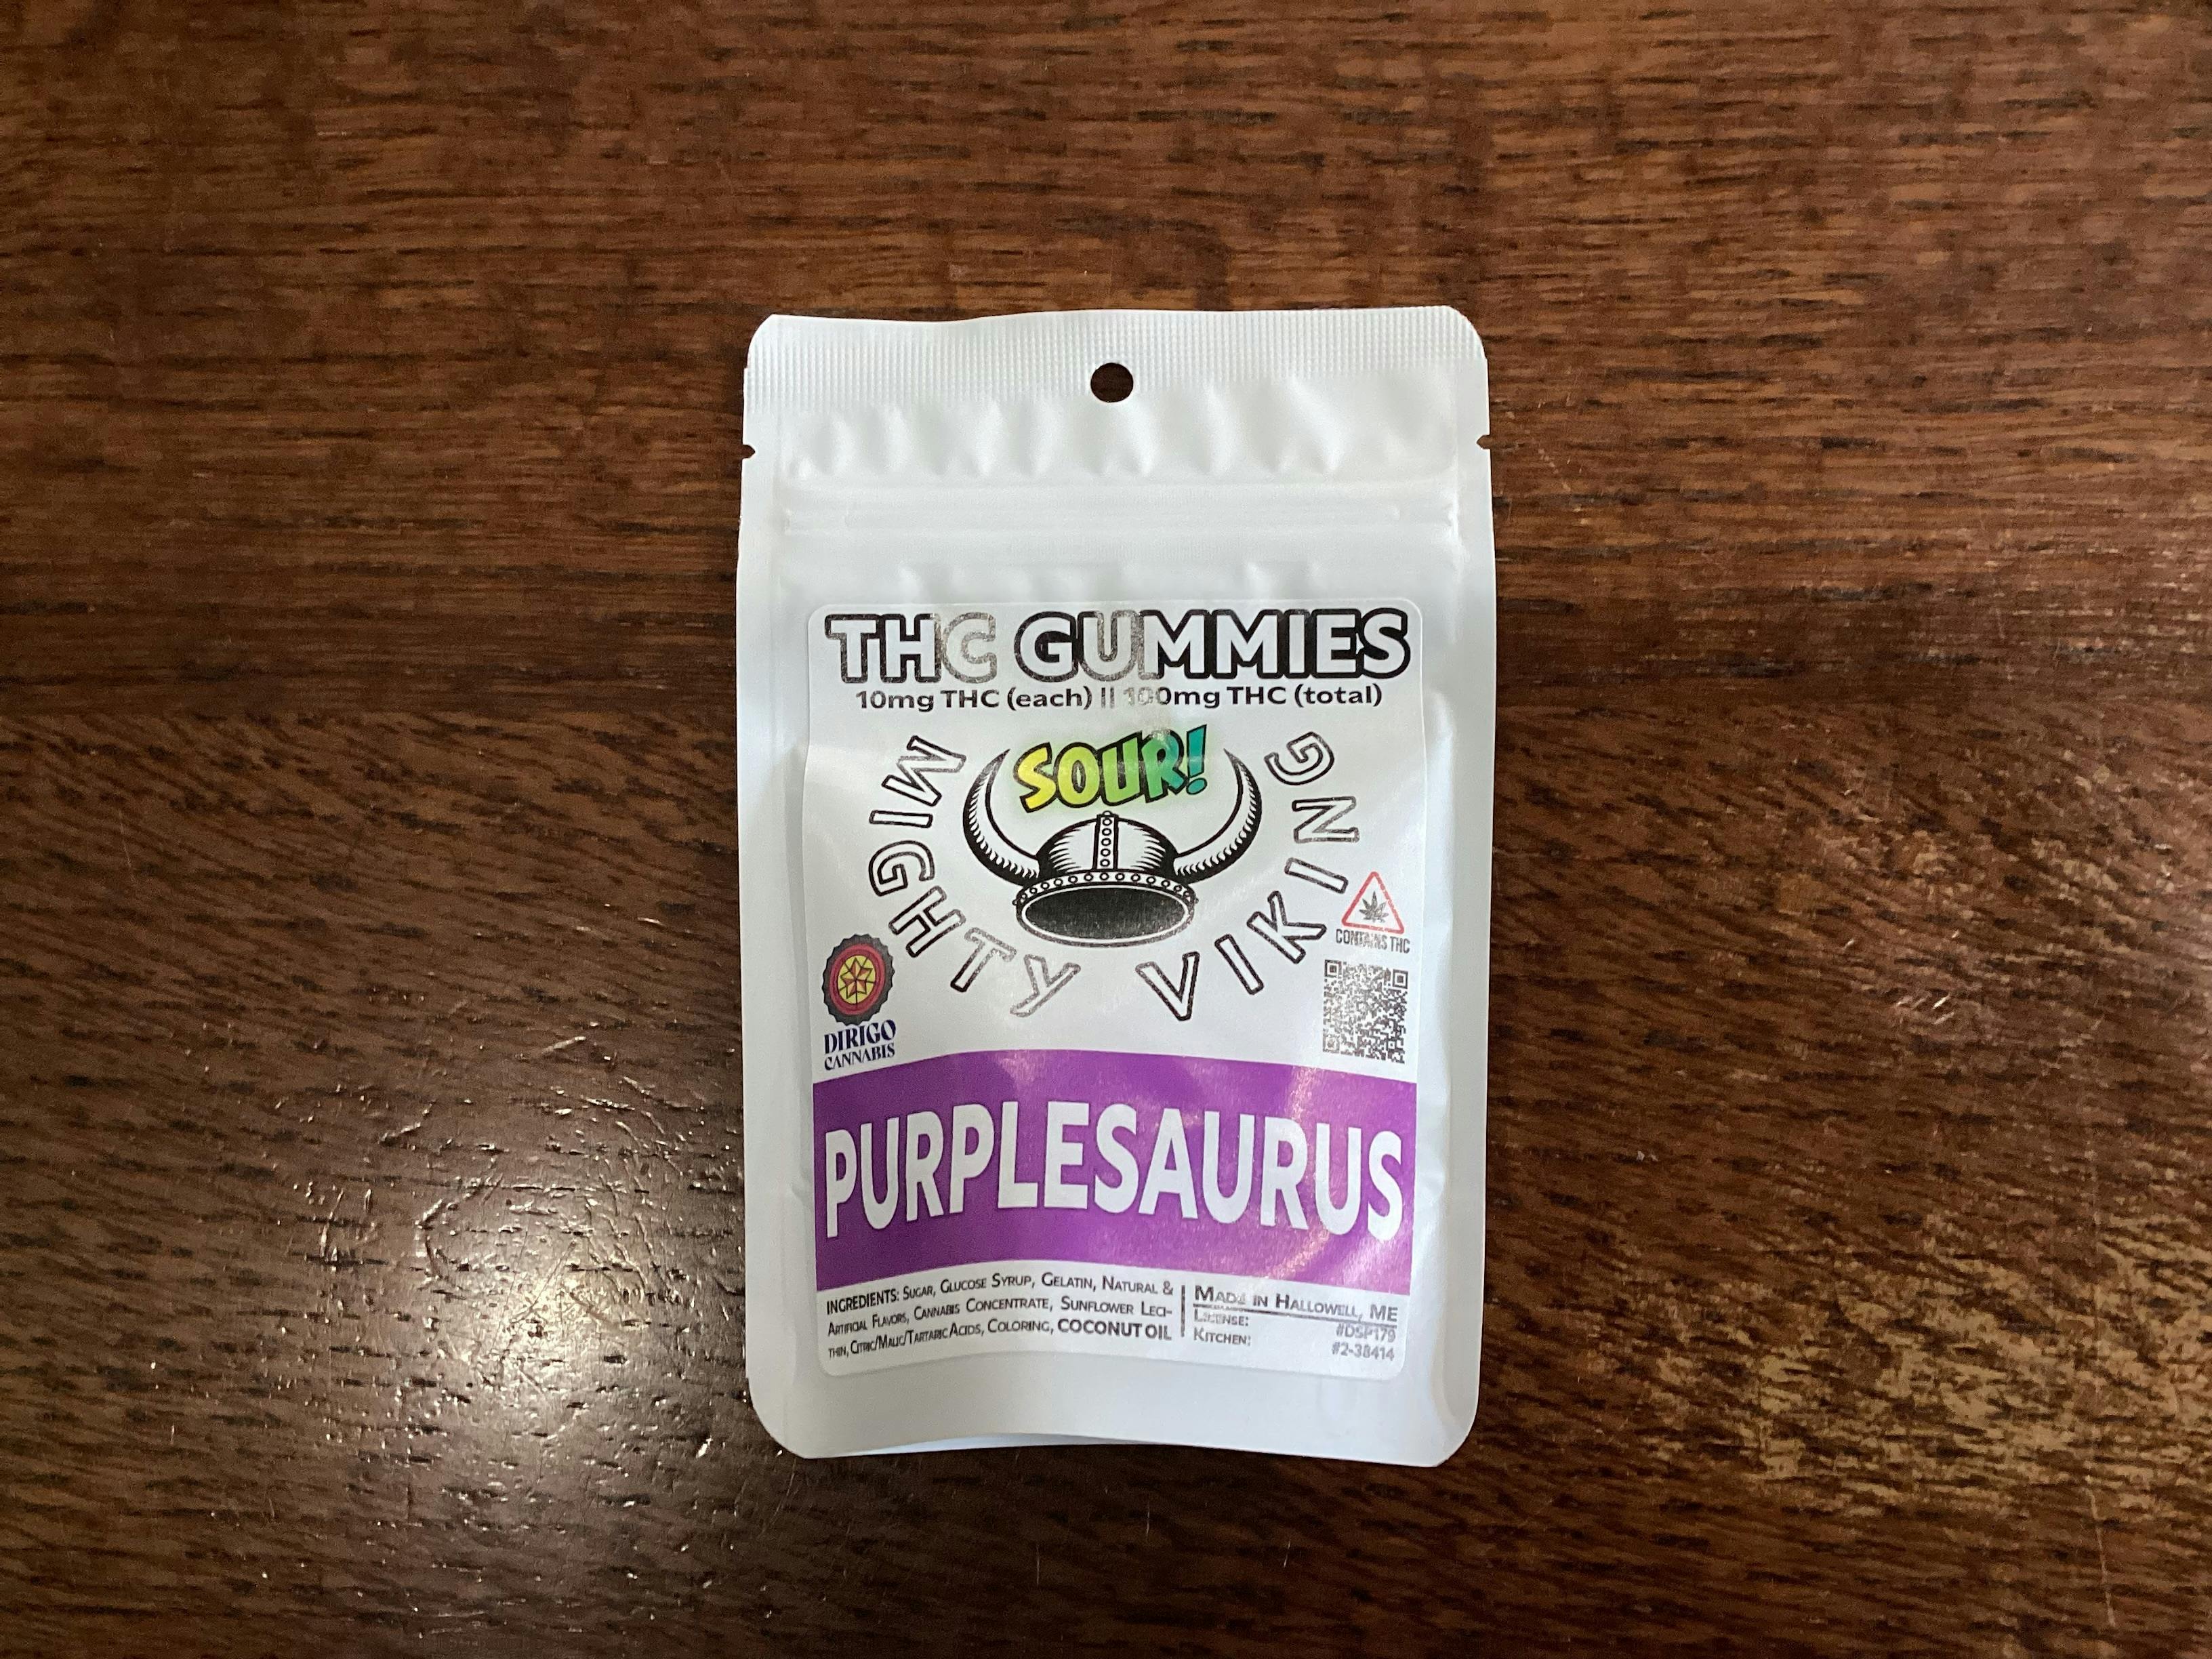 THC GUMMIES
10mg THC (each) || 100mg THC (total)
SOUR!
MIGHTY VIKING
CONTAINS THC
DIRIGO
CANNABIS
PURPLESAURUS
INGREDIENTS: SUGAR, GLUCOSE SYRUP, GELATIN, NATURAL &
ARTIFICIAL FLAVORS, CANNABIS CONCENTRATE, SUNFLOWER LECI-
THIN, CITRIC/MALIC/TARTARIC ACIDS, COLORING, COCONUT OIL
MADE IN HALLOWELL, ME
LICENSE: #DSP179
KITCHEN: #2-38414